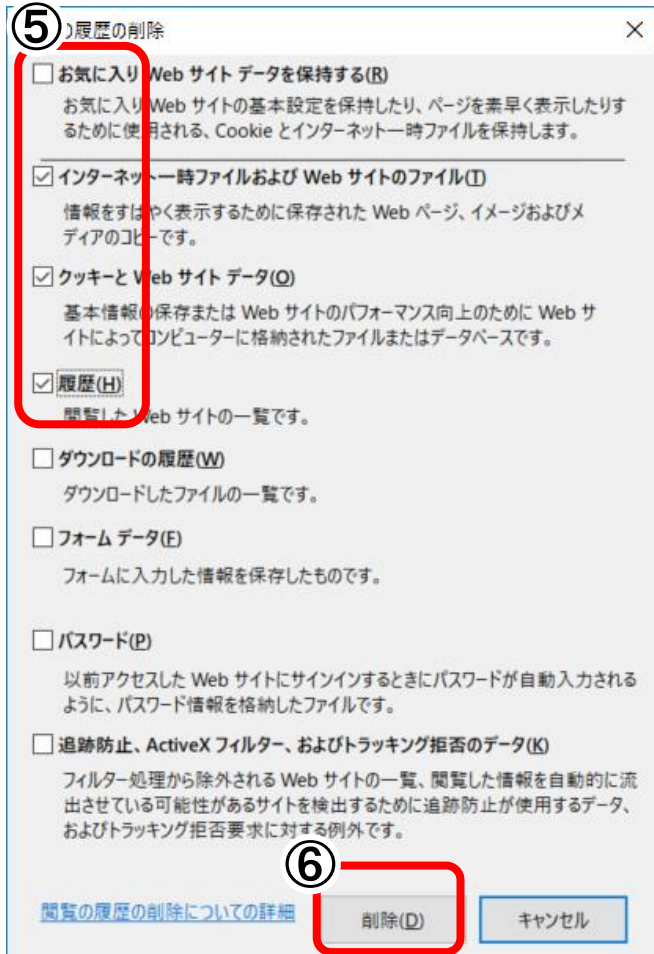 ⑤
の履歴の削除
お気に入り Web サイト データを保持する(R)
お気に入り Web サイトの基本設定を保持したり、ページを素早く表示したりす
るために使用される、Cookie とインターネット一時ファイルを保持します。
インターネット一時ファイルおよび Web サイトのファイル(T)
情報をすばやく表示するために保存された Web ページ、イメージおよびメ
ディアのコピーです。
クッキーと Web サイト データ(O)
基本情報の保存または Web サイトのパフォーマンス向上のために Web サ
イトによってコンピューターに格納されたファイルまたはデータベースです。
履歴(H)
閲覧した Web サイトの一覧です。
ダウンロードの履歴(W)
ダウンロードしたファイルの一覧です。
フォーム データ(F)
フォームに入力した情報を保存したものです。
パスワード(P)
以前アクセスした Web サイトにサインインするときにパスワードが自動入力される
ように、パスワード情報を格納したファイルです。
追跡防止、ActiveX フィルター、およびトラッキング拒否のデータ(K)
フィルター処理から除外される Web サイトの一覧、閲覧した情報を自動的に流
出させている可能性があるサイトを検出するために追跡防止が使用するデータ、
およびトラッキング拒否要求に対する例外です。
⑥
閲覧の履歴の削除についての詳細
削除(D)
キャンセル